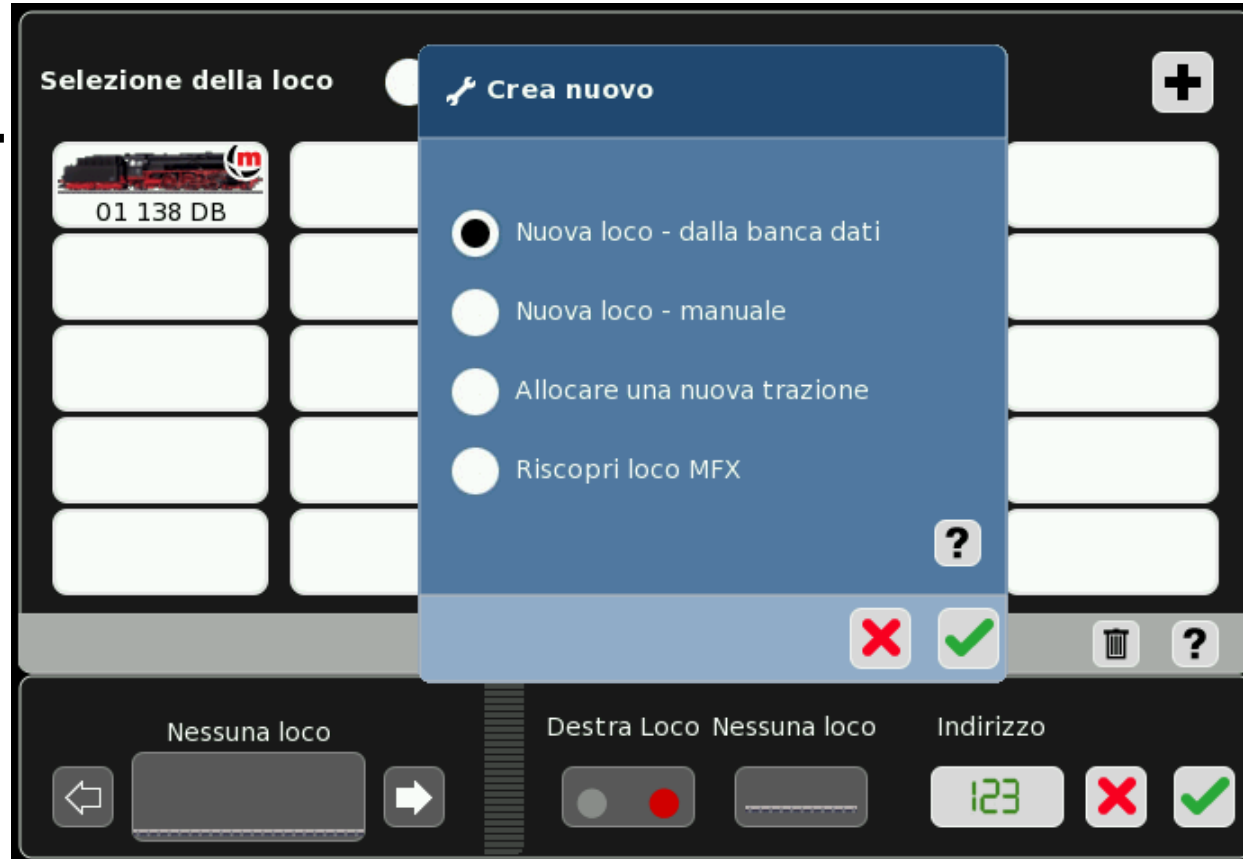 Selezione della loco
Crea nuovo
m
01 138 DB
Nuova loco - dalla banca dati
Nuova loco - manuale
Allocare una nuova trazione
Riscopri loco MFX
?
?
Nessuna loco
Destra Loco Nessuna loco Indirizzo
123